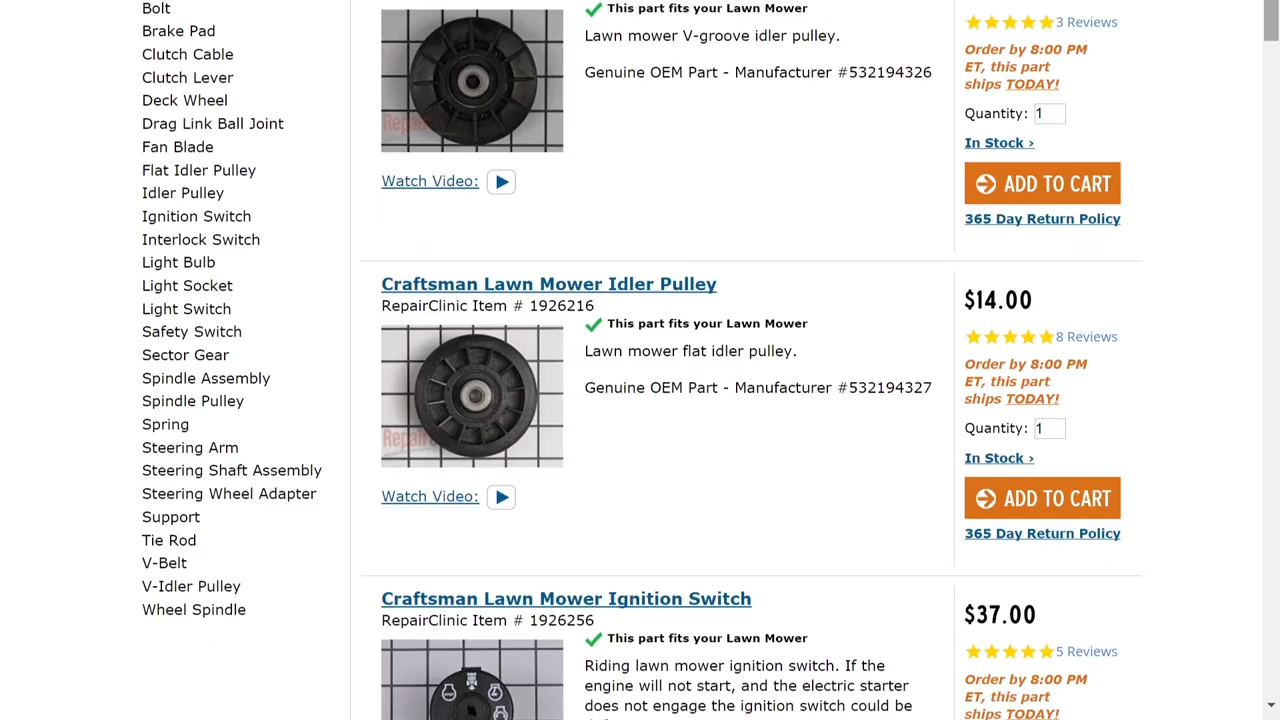 Bolt
Brake Pad
Clutch Cable
Clutch Lever
Deck Wheel
Drag Link Ball Joint
Fan Blade
Flat Idler Pulley
Idler Pulley
Ignition Switch
Interlock Switch
Light Bulb
Light Socket
Light Switch
Safety Switch
Sector Gear
Spindle Assembly
Spindle Pulley
Spring
Steering Arm
Steering Shaft Assembly
Steering Wheel Adapter
Support
Tie Rod
V-Belt
V-Idler Pulley
Wheel Spindle
This part fits your Lawn Mower
Lawn mower V-groove idler pulley.
Genuine OEM Part - Manufacturer #532194326
Watch Video:
3 Reviews
Order by 8:00 PM
ET, this part
ships TODAY!
Quantity: 1
In Stock ›
ADD TO CART
365 Day Return Policy
Craftsman Lawn Mower Idler Pulley
RepairClinic Item # 1926216
This part fits your Lawn Mower
Lawn mower flat idler pulley.
Genuine OEM Part - Manufacturer #532194327
Watch Video:
$14.00
8 Reviews
Order by 8:00 PM
ET, this part
ships TODAY!
Quantity: 1
In Stock ›
ADD TO CART
365 Day Return Policy
Craftsman Lawn Mower Ignition Switch
RepairClinic Item # 1926256
This part fits your Lawn Mower
Riding lawn mower ignition switch. If the
engine will not start, and the electric starter
does not engage the ignition switch could be
$37.00
5 Reviews
Order by 8:00 PM
ET, this part
ships TODAY!